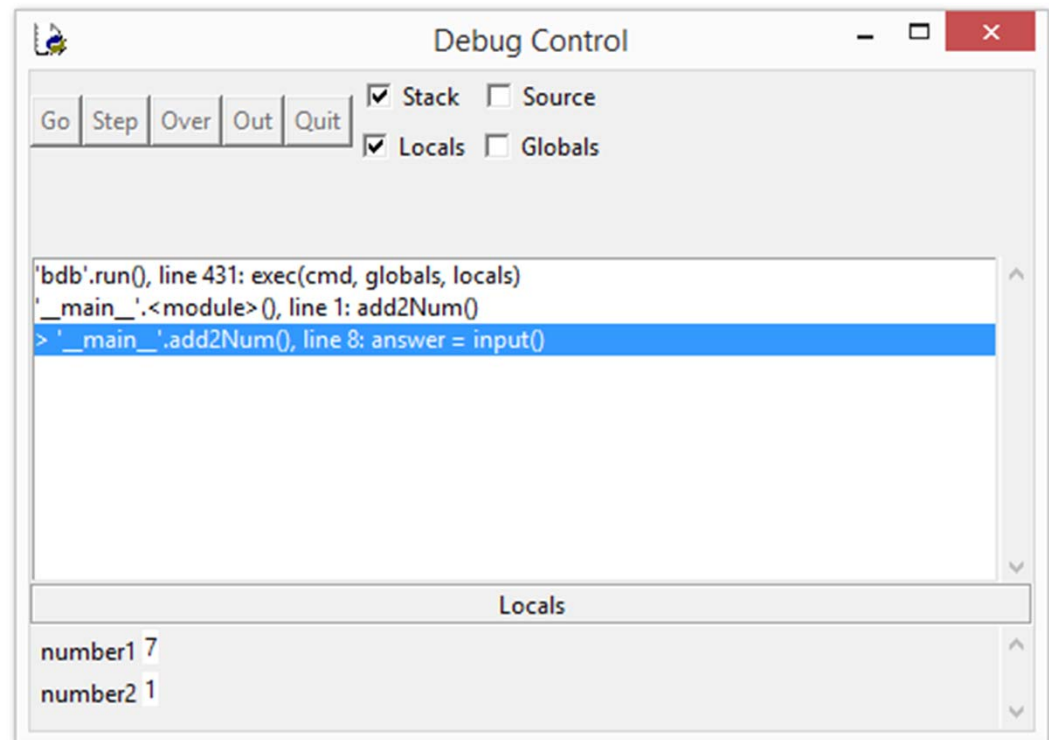 Debug Control
Go Step Over Out Quit
Stack Source
Locals Globals
'bdb'.run(), line 431: exec(cmd, globals, locals)
'__main__'.<module>(), line 1: add2Num()
> '__main__'.add2Num(), line 8: answer = input()
Locals
number1 7
number2 1